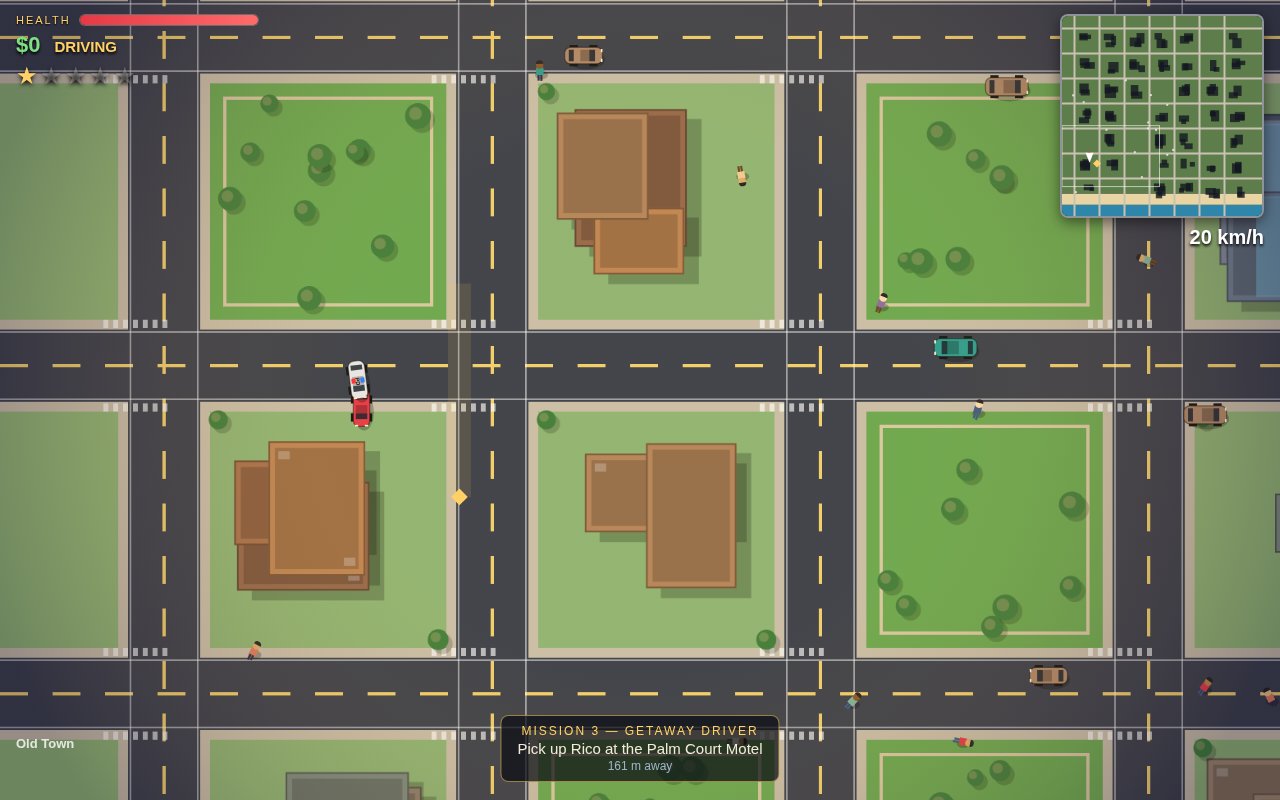 HEALTH
$0 DRIVING
20 km/h
Old Town
MISSION 3 — GETAWAY DRIVER
Pick up Rico at the Palm Court Motel
161 m away